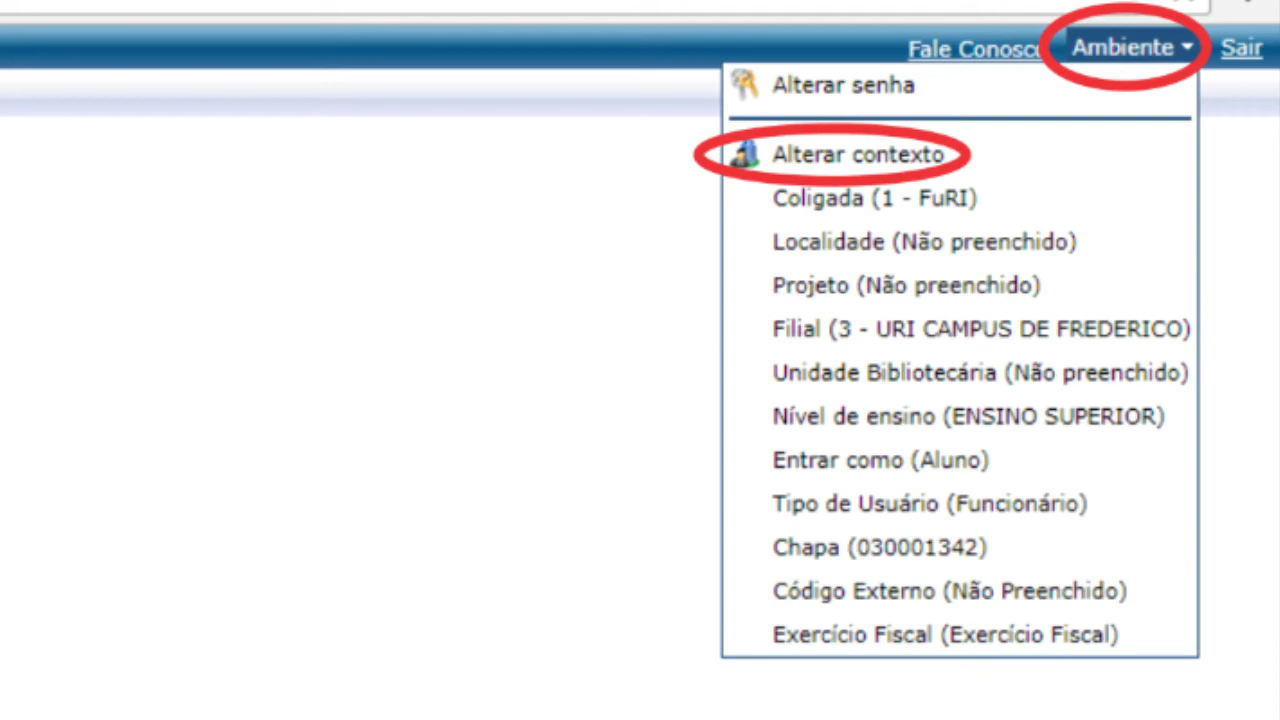 Fale Conosco Ambiente Sair
Alterar senha
Alterar contexto
Coligada (1 - FuRI)
Localidade (Não preenchido)
Projeto (Não preenchido)
Filial (3 - URI CAMPUS DE FREDERICO)
Unidade Bibliotecária (Não preenchido)
Nível de ensino (ENSINO SUPERIOR)
Entrar como (Aluno)
Tipo de Usuário (Funcionário)
Chapa (030001342)
Código Externo (Não Preenchido)
Exercício Fiscal (Exercício Fiscal)